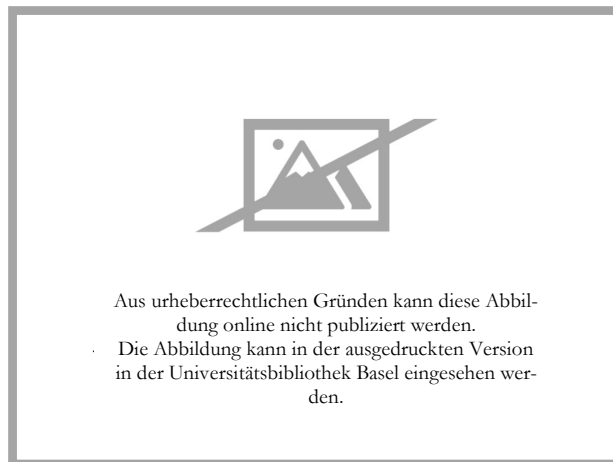 Aus urheberrechtlichen Gründen kann diese Abbil-
dung online nicht publiziert werden.
Die Abbildung kann in der ausgedruckten Version
in der Universitätsbibliothek Basel eingesehen wer-
den.